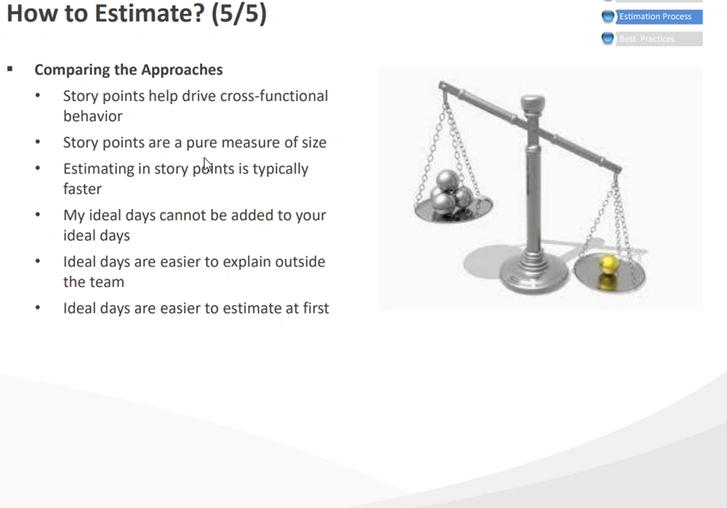 How to Estimate? (5/5)
Estimation Process
Best Practices
▪ Comparing the Approaches
• Story points help drive cross-functional
behavior
• Story points are a pure measure of size
• Estimating in story points is typically
faster
• My ideal days cannot be added to your
ideal days
• Ideal days are easier to explain outside
the team
• Ideal days are easier to estimate at first